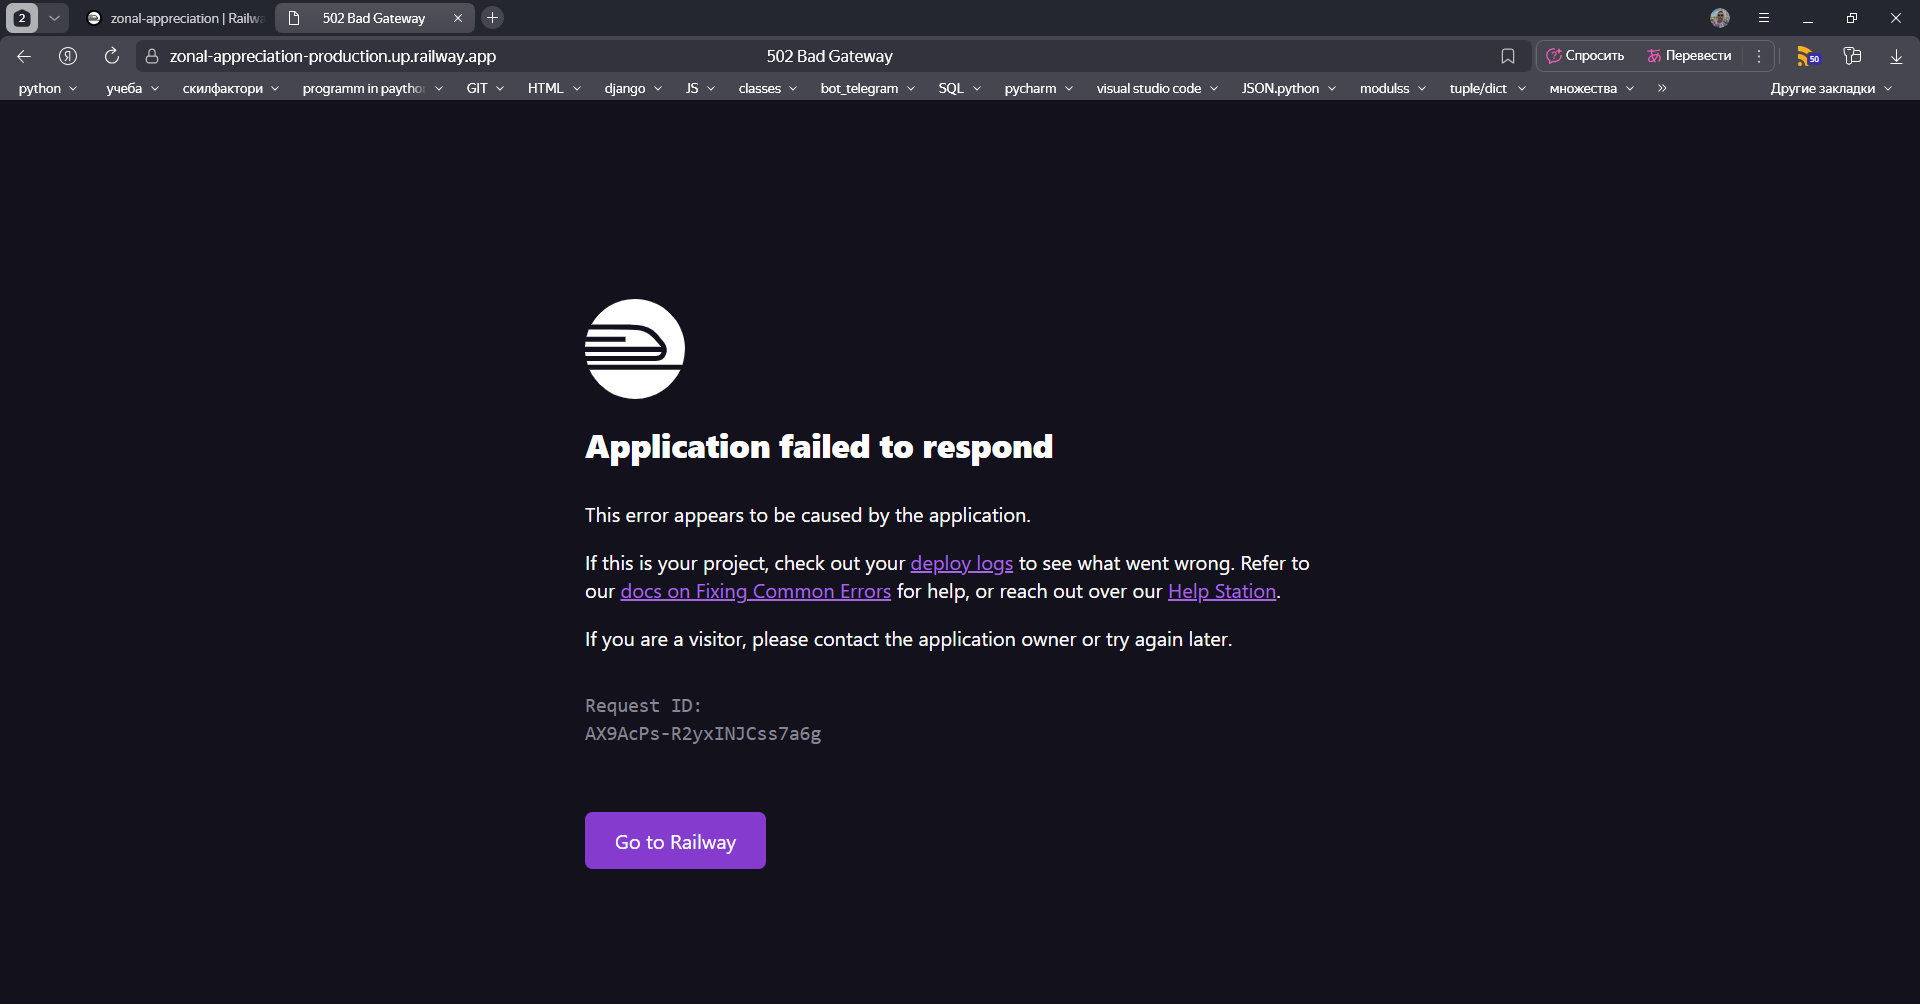 2
zonal-appreciation | Railw
502 Bad Gateway
zonal-appreciation-production.up.railway.app
502 Bad Gateway
Спросить
Перевести
50
python
учеба
скилфактори
programm in paython
GIT
HTML
django
JS
classes
bot_telegram
SQL
pycharm
visual studio code
JSON.python
modulss
tuple/dict
множества
Другие закладки
Application failed to respond
This error appears to be caused by the application.
If this is your project, check out your deploy logs to see what went wrong. Refer to
our docs on Fixing Common Errors for help, or reach out over our Help Station.
If you are a visitor, please contact the application owner or try again later.
Request ID:
AX9AcPs-R2yxINJCss7a6g
Go to Railway